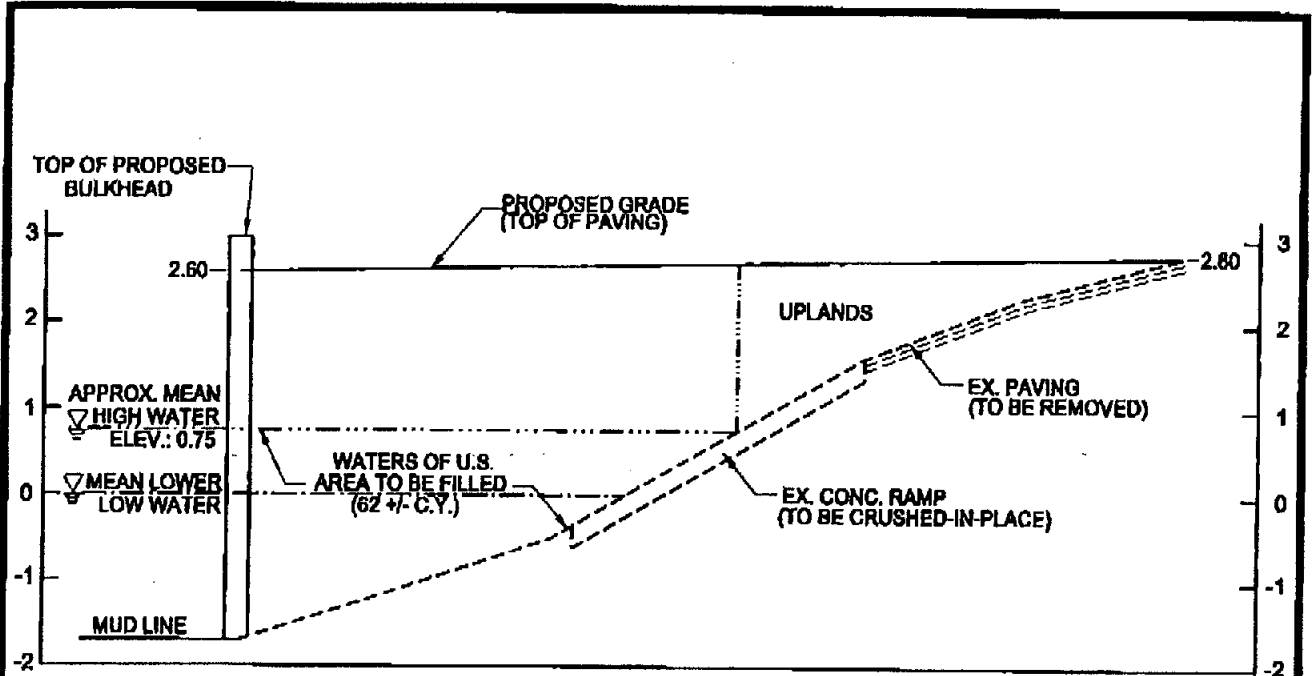 TOP OF PROPOSED
BULKHEAD
PROPOSED GRADE
(TOP OF PAVING)
3
3
2.60
2.60
UPLANDS
2
2
APPROX. MEAN
HIGH WATER
ELEV.: 0.75
EX. PAVING
(TO BE REMOVED)
1
1
WATERS OF U.S.
AREA TO BE FILLED
(62 +/- C.Y.)
MEAN LOWER
LOW WATER
0
0
EX. CONC. RAMP
(TO BE CRUSHED-IN-PLACE)
-1
-1
MUD LINE
-2
-2